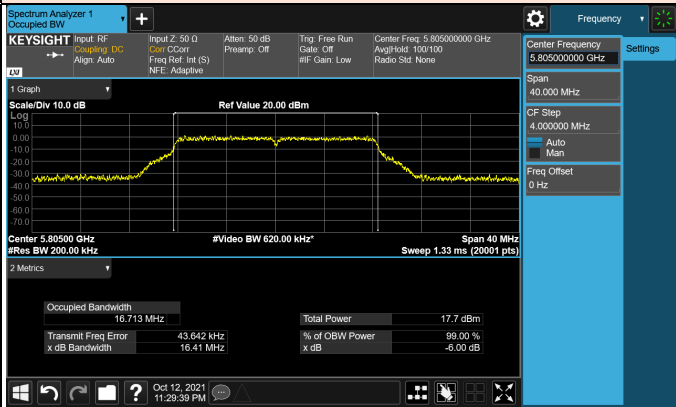 Spectrum Analyzer 1
Occupied BW
+
Frequency
KEYSIGHT
Input: RF
Coupling: DC
Align: Auto
Input Z: 50 Ω
Corr CCorr
Freq Ref: Int (S)
NFE: Adaptive
Atten: 50 dB
Preamp: Off
Trig: Free Run
Gate: Off
#IF Gain: Low
Center Freq: 5.805000000 GHz
Avg|Hold: 100/100
Radio Std: None
LXI
Center Frequency
5.805000000 GHz
Settings
Span
40.000 MHz
CF Step
4.000000 MHz
Auto
Man
Freq Offset
0 Hz
1 Graph
Scale/Div 10.0 dB
Ref Value 20.00 dBm
Log
10.0
0.00
-10.0
-20.0
-30.0
-40.0
-50.0
-60.0
-70.0
Center 5.80500 GHz
#Video BW 620.00 kHz*
Span 40 MHz
#Res BW 200.00 kHz
Sweep 1.33 ms (20001 pts)
2 Metrics
Occupied Bandwidth
16.713 MHz
Total Power 17.7 dBm
Transmit Freq Error 43.642 kHz
% of OBW Power 99.00 %
x dB Bandwidth 16.41 MHz
x dB -6.00 dB
?
Oct 12, 2021
11:29:39 PM